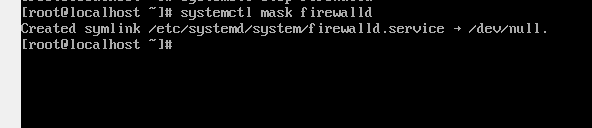 [root@localhost ~]# systemctl mask firewalld
Created symlink /etc/systemd/system/firewalld.service → /dev/null.
[root@localhost ~]#